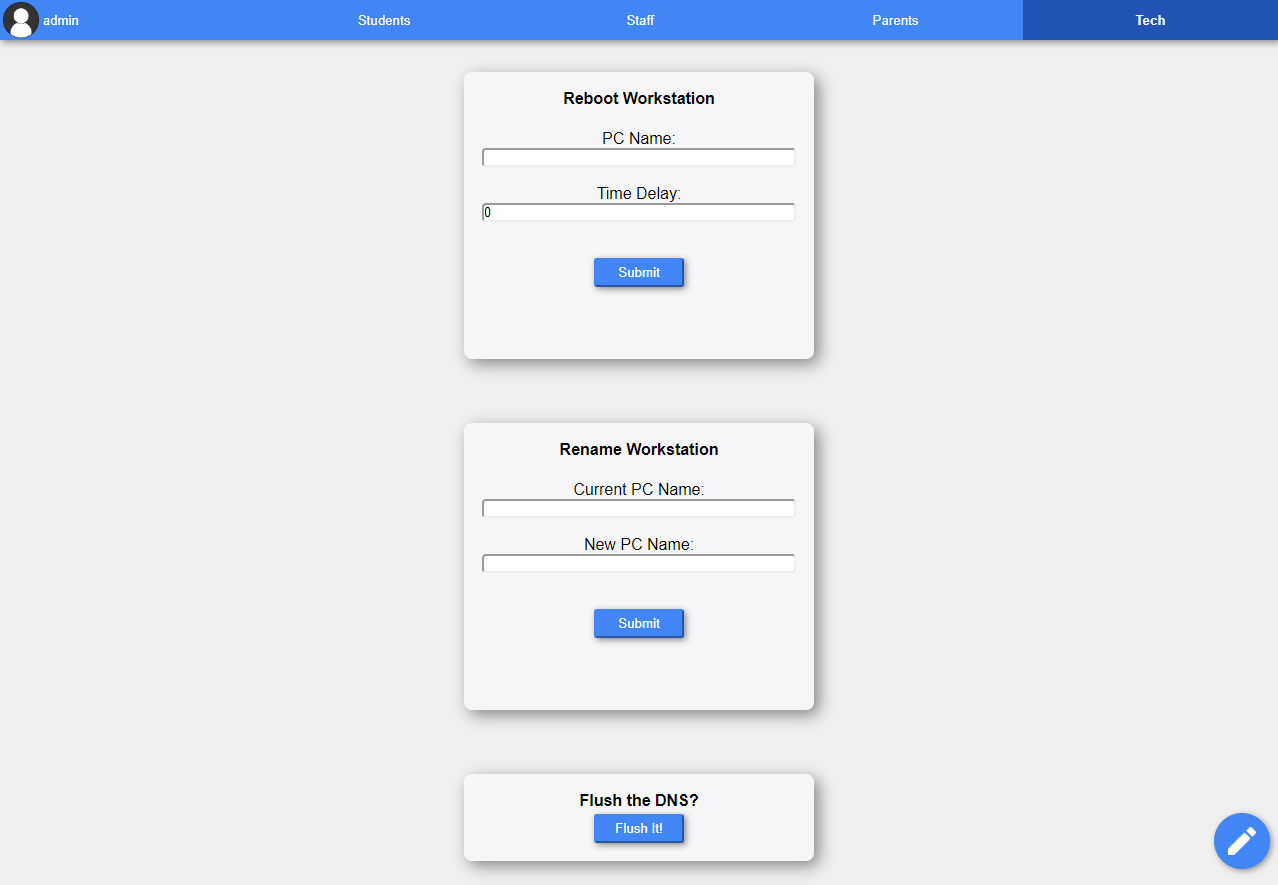 admin Students Staff Parents Tech
Reboot Workstation
PC Name:
Time Delay:
0
Submit
Rename Workstation
Current PC Name:
New PC Name:
Submit
Flush the DNS?
Flush It!